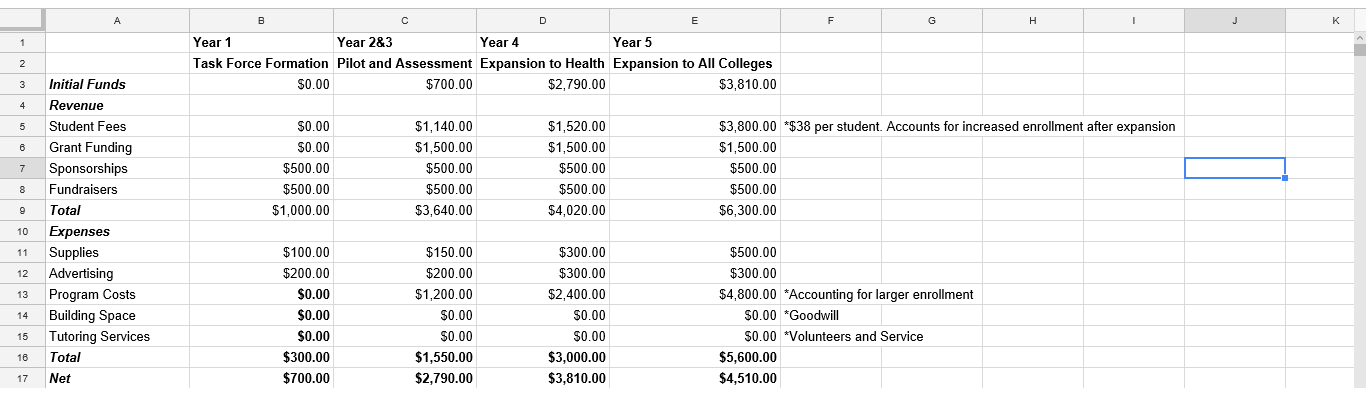 A B C D E F G H I J K
1 Year 1 Year 2&3 Year 4 Year 5
2 Task Force Formation Pilot and Assessment Expansion to Health Expansion to All Colleges
3 Initial Funds $0.00 $700.00 $2,790.00 $3,810.00
4 Revenue
5 Student Fees $0.00 $1,140.00 $1,520.00 $3,800.00 *$38 per student. Accounts for increased enrollment after expansion
6 Grant Funding $0.00 $1,500.00 $1,500.00 $1,500.00
7 Sponsorships $500.00 $500.00 $500.00 $500.00
8 Fundraisers $500.00 $500.00 $500.00 $500.00
9 Total $1,000.00 $3,640.00 $4,020.00 $6,300.00
10 Expenses
11 Supplies $100.00 $150.00 $300.00 $500.00
12 Advertising $200.00 $200.00 $300.00 $300.00
13 Program Costs $0.00 $1,200.00 $2,400.00 $4,800.00 *Accounting for larger enrollment
14 Building Space $0.00 $0.00 $0.00 $0.00 *Goodwill
15 Tutoring Services $0.00 $0.00 $0.00 $0.00 *Volunteers and Service
16 Total $300.00 $1,550.00 $3,000.00 $5,600.00
17 Net $700.00 $2,790.00 $3,810.00 $4,510.00